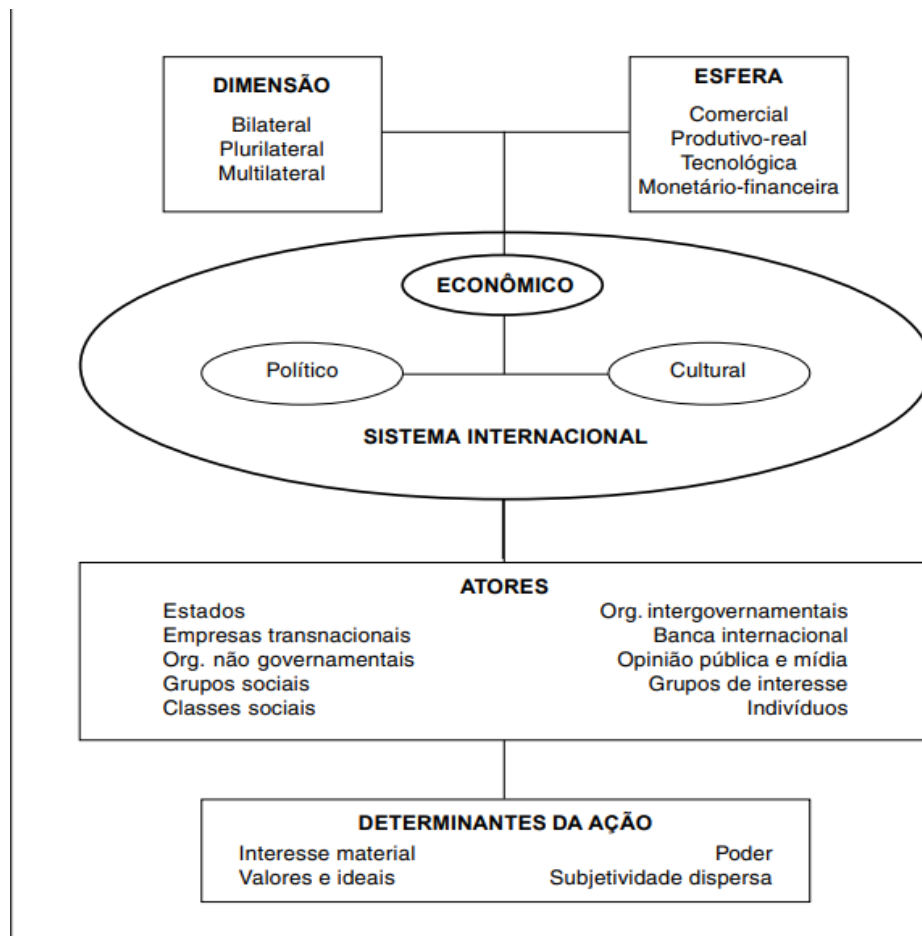 DIMENSÃO
Bilateral
Plurilateral
Multilateral
ESFERA
Comercial
Produtivo-real
Tecnológica
Monetário-financeira
ECONÔMICO
Político
Cultural
SISTEMA INTERNACIONAL
ATORES
Estados
Empresas transnacionais
Org. não governamentais
Grupos sociais
Classes sociais
Org. intergovernamentais
Banca internacional
Opinião pública e mídia
Grupos de interesse
Indivíduos
DETERMINANTES DA AÇÃO
Interesse material
Valores e ideais
Poder
Subjetividade dispersa